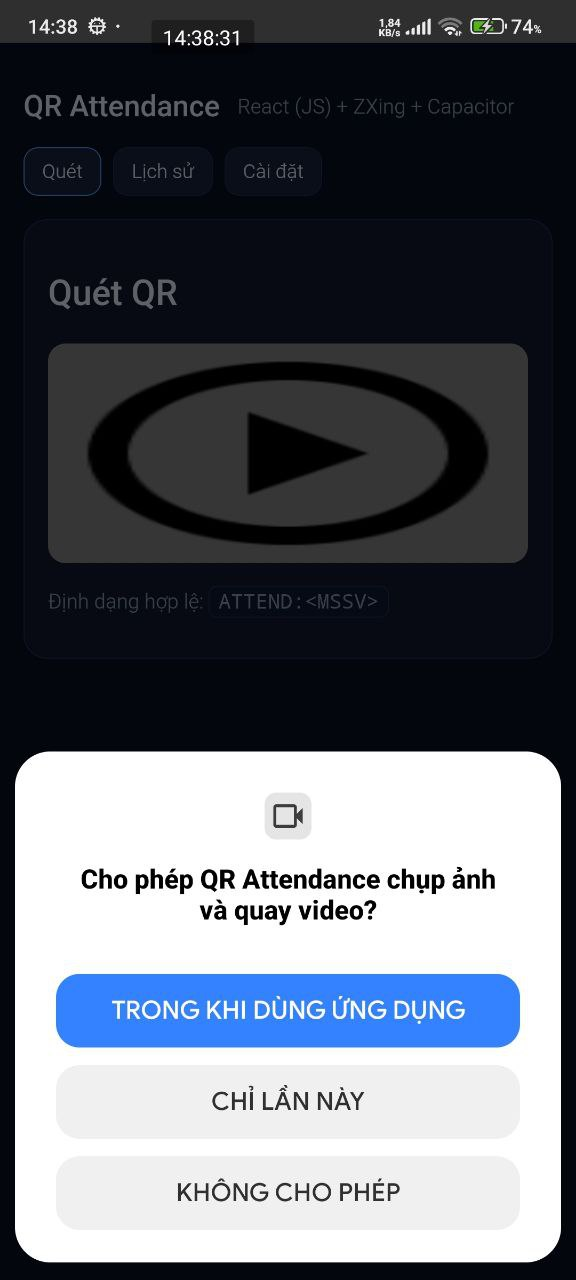 14:38
14:38:31
1,84
KB/s
74%
QR Attendance React (JS) + ZXing + Capacitor
Quét Lịch sử Cài đặt
Quét QR
Định dạng hợp lệ: ATTEND:<MSSV>
Cho phép QR Attendance chụp ảnh
và quay video?
TRONG KHI DÙNG ỨNG DỤNG
CHỈ LẦN NÀY
KHÔNG CHO PHÉP